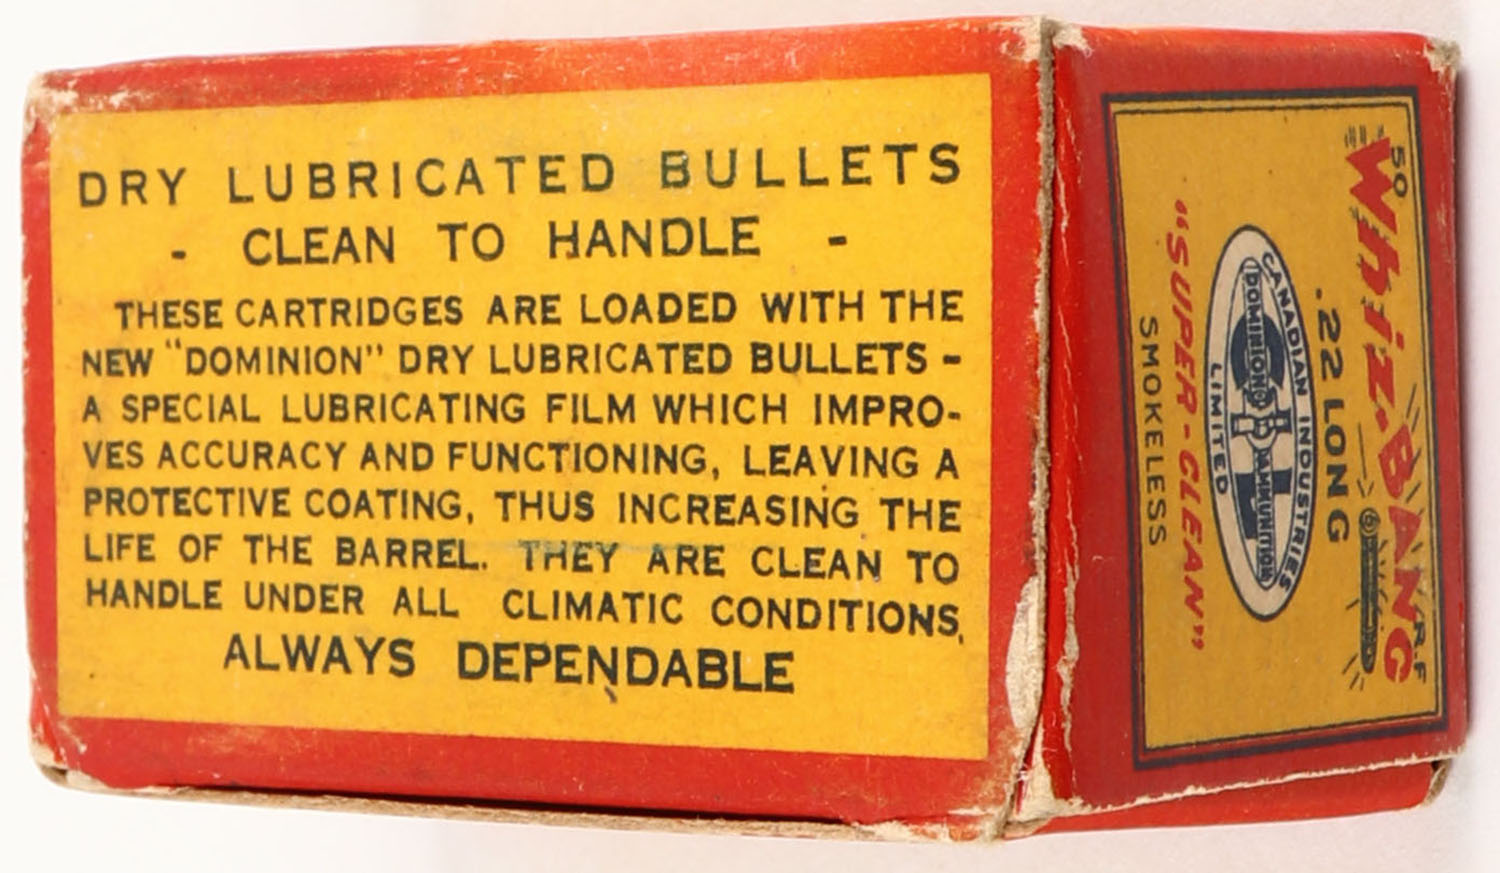 DRY LUBRICATED BULLETS
- CLEAN TO HANDLE -
THESE CARTRIDGES ARE LOADED WITH THE
NEW "DOMINION" DRY LUBRICATED BULLETS -
A SPECIAL LUBRICATING FILM WHICH IMPRO-
VES ACCURACY AND FUNCTIONING, LEAVING A
PROTECTIVE COATING, THUS INCREASING THE
LIFE OF THE BARREL. THEY ARE CLEAN TO
HANDLE UNDER ALL CLIMATIC CONDITIONS,
ALWAYS DEPENDABLE
50 Whiz-BANG R.F
.22 LONG
CANADIAN INDUSTRIES
DOMINION AMMUNITION
LIMITED
"SUPER-CLEAN"
SMOKELESS